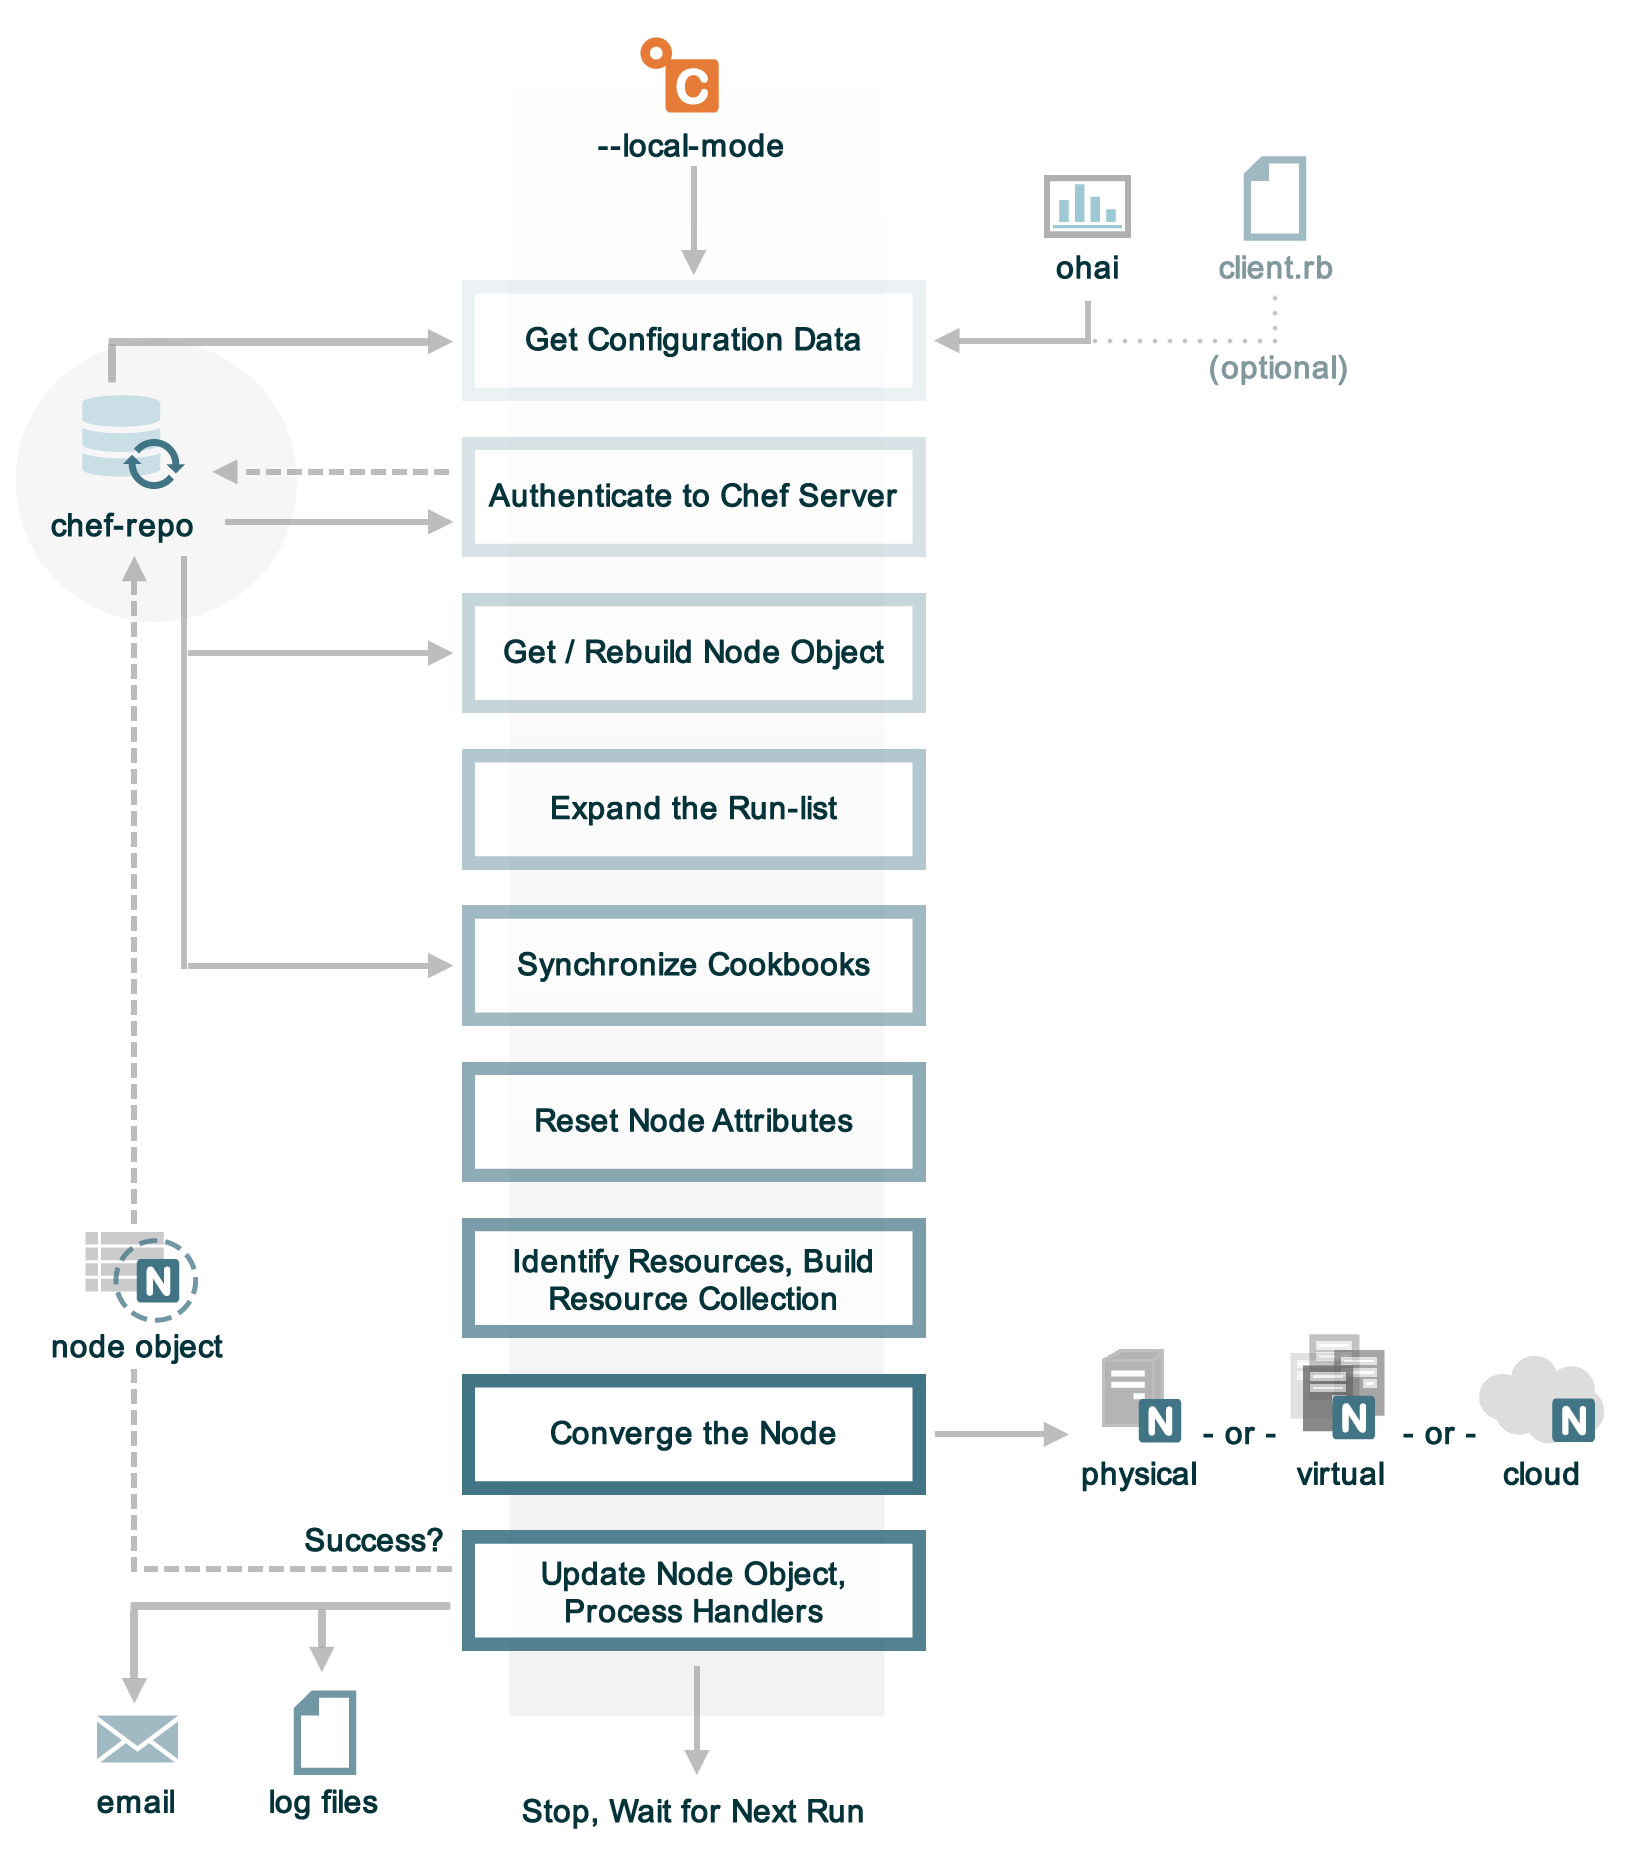 C
--local-mode
ohai
client.rb
Get Configuration Data
(optional)
Authenticate to Chef Server
chef-repo
Get / Rebuild Node Object
Expand the Run-list
Synchronize Cookbooks
Reset Node Attributes
Identify Resources, Build
Resource Collection
N
node object
Converge the Node
N
- or -
N
- or -
N
physical
virtual
cloud
Success?
Update Node Object,
Process Handlers
email
log files
Stop, Wait for Next Run